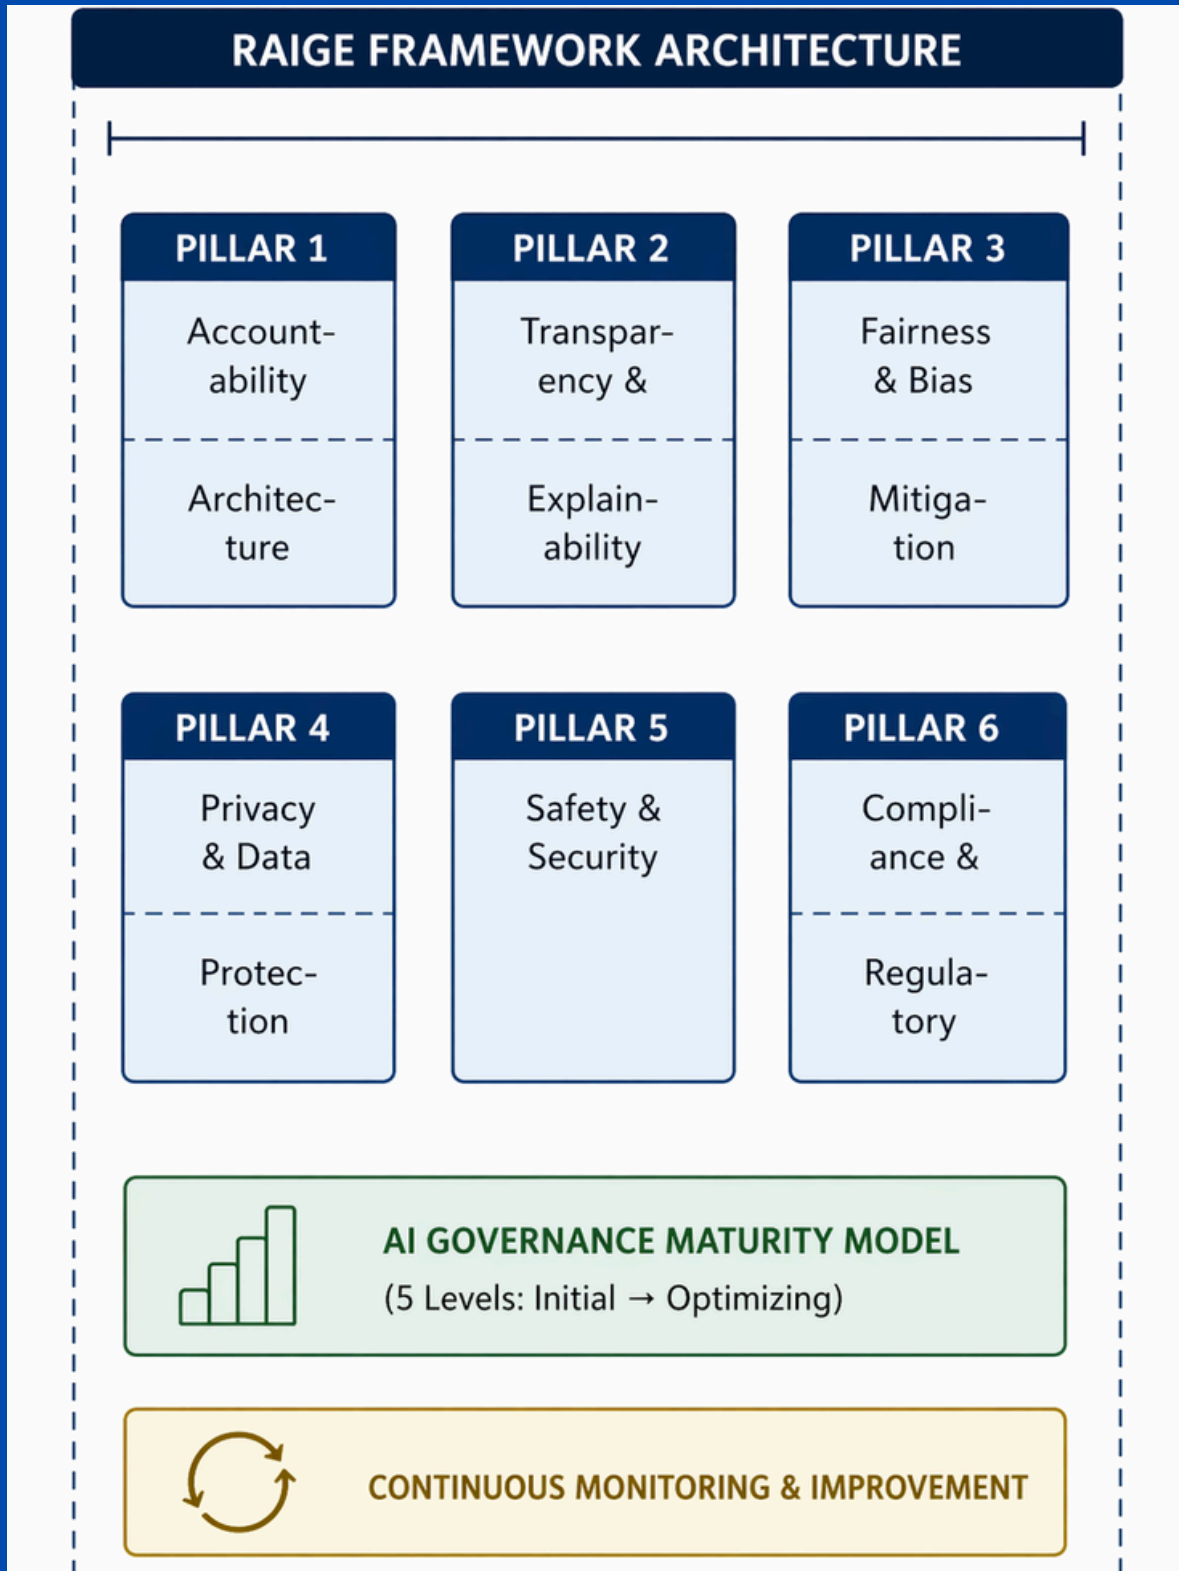 RAIGE FRAMEWORK ARCHITECTURE
PILLAR 1
Account-
ability
Architec-
ture
PILLAR 2
Transpar-
ency &
Explain-
ability
PILLAR 3
Fairness
& Bias
Mitiga-
tion
PILLAR 4
Privacy
& Data
Protec-
tion
PILLAR 5
Safety &
Security
PILLAR 6
Compli-
ance &
Regula-
tory
AI GOVERNANCE MATURITY MODEL
(5 Levels: Initial → Optimizing)
CONTINUOUS MONITORING & IMPROVEMENT